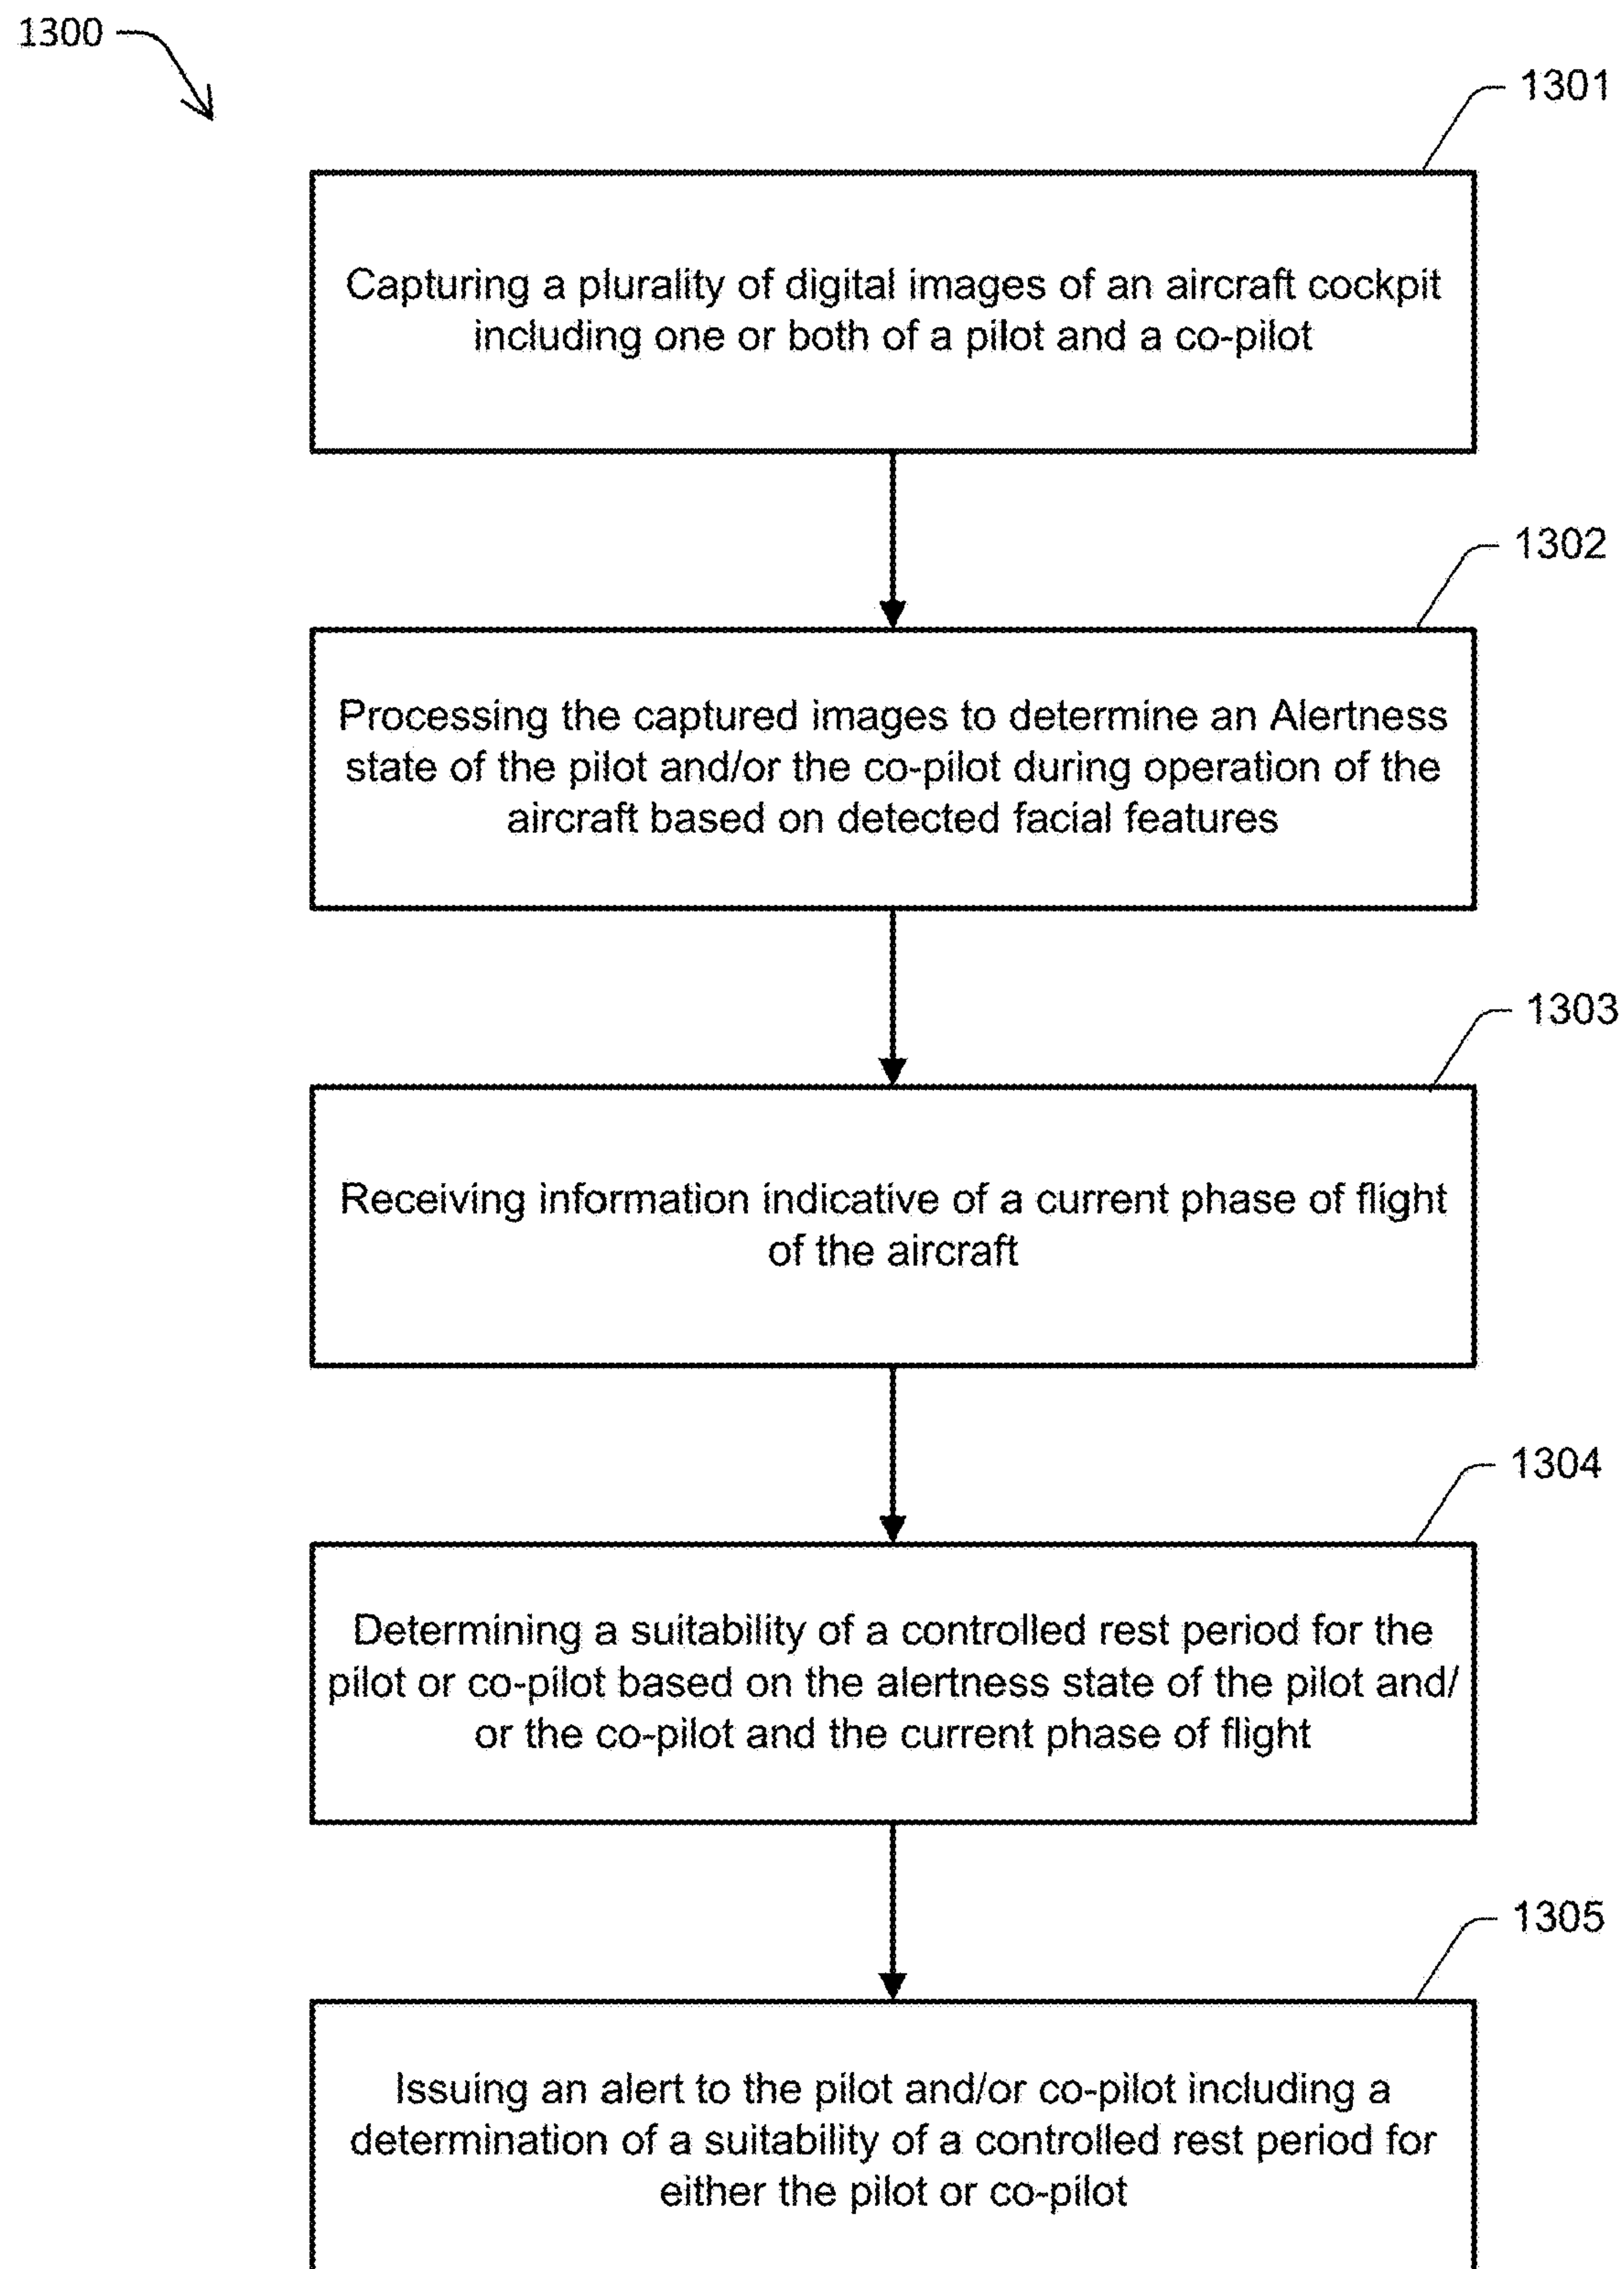 1300
1301
Capturing a plurality of digital images of an aircraft cockpit
including one or both of a pilot and a co-pilot
1302
Processing the captured images to determine an Alertness
state of the pilot and/or the co-pilot during operation of the
aircraft based on detected facial features
1303
Receiving information indicative of a current phase of flight
of the aircraft
1304
Determining a suitability of a controlled rest period for the
pilot or co-pilot based on the alertness state of the pilot and/
or the co-pilot and the current phase of flight
1305
Issuing an alert to the pilot and/or co-pilot including a
determination of a suitability of a controlled rest period for
either the pilot or co-pilot